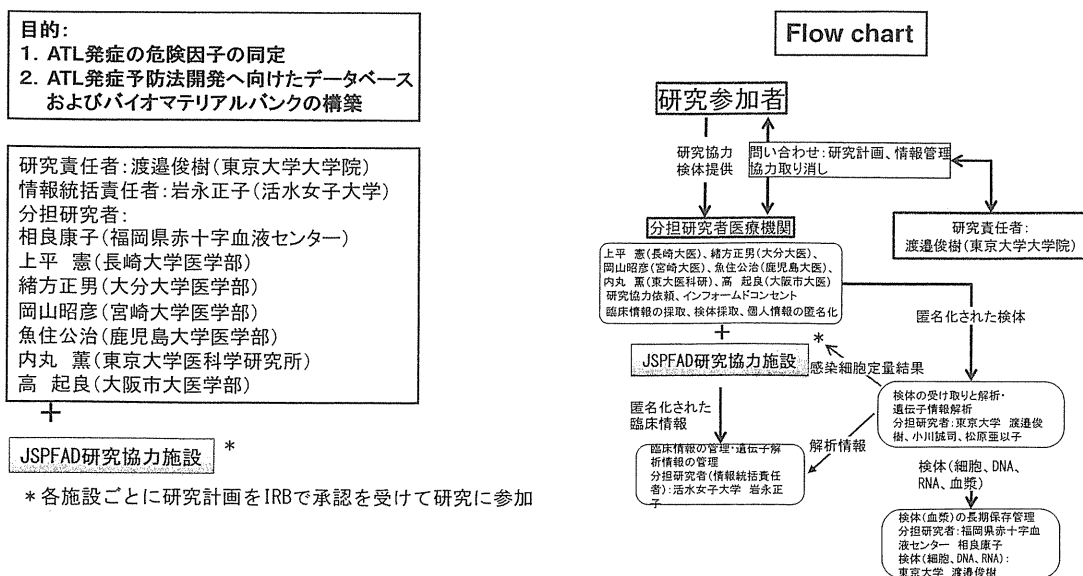 目的:
1. ATL発症の危険因子の同定
2. ATL発症予防法開発へ向けたデータベース
およびバイオマテリアルバンクの構築
研究責任者:渡邉俊樹(東京大学大学院)
情報統括責任者:岩永正子(活水女子大学)
分担研究者:
相良康子(福岡県赤十字血液センター)
上平 憲(長崎大学医学部)
緒方正男(大分大学医学部)
岡山昭彦(宮崎大学医学部)
魚住公治(鹿児島大学医学部)
内丸 薫(東京大学医科学研究所)
高 起良(大阪市大医学部)
+
JSPFAD研究協力施設 *
*各施設ごとに研究計画をIRBで承認を受けて研究に参加
Flow chart
研究参加者
研究協力
検体提供
問い合わせ:研究計画、情報管理
協力取り消し
研究責任者:
渡邉俊樹(東京大学大学院)
分担研究者医療機関
上平 憲(長崎大医)、緒方正男(大分大医)、
岡山昭彦(宮崎大医)、魚住公治(鹿児島大医)、
内丸 薫(東大医科研)、高 起良(大阪市大医)
研究協力依頼、インフォームドコンセント
臨床情報の採取、検体採取、個人情報の匿名化
+
JSPFAD研究協力施設 *
匿名化された検体
感染細胞定量結果
検体の受け取りと解析・
遺伝子情報解析
分担研究者:東京大学 渡邉俊
樹、小川誠司、松原亜以子
匿名化された
臨床情報
解析情報
臨床情報の管理・遺伝子解
析情報の管理
分担研究者(情報統括責任
者):活水女子大学 岩永正
子
検体(細胞、DNA、
RNA、血漿)
検体(血漿)の長期保存管理
分担研究者:福岡県赤十字血
液センター 相良康子
検体(細胞、DNA、RNA):
東京大学 渡邉俊樹